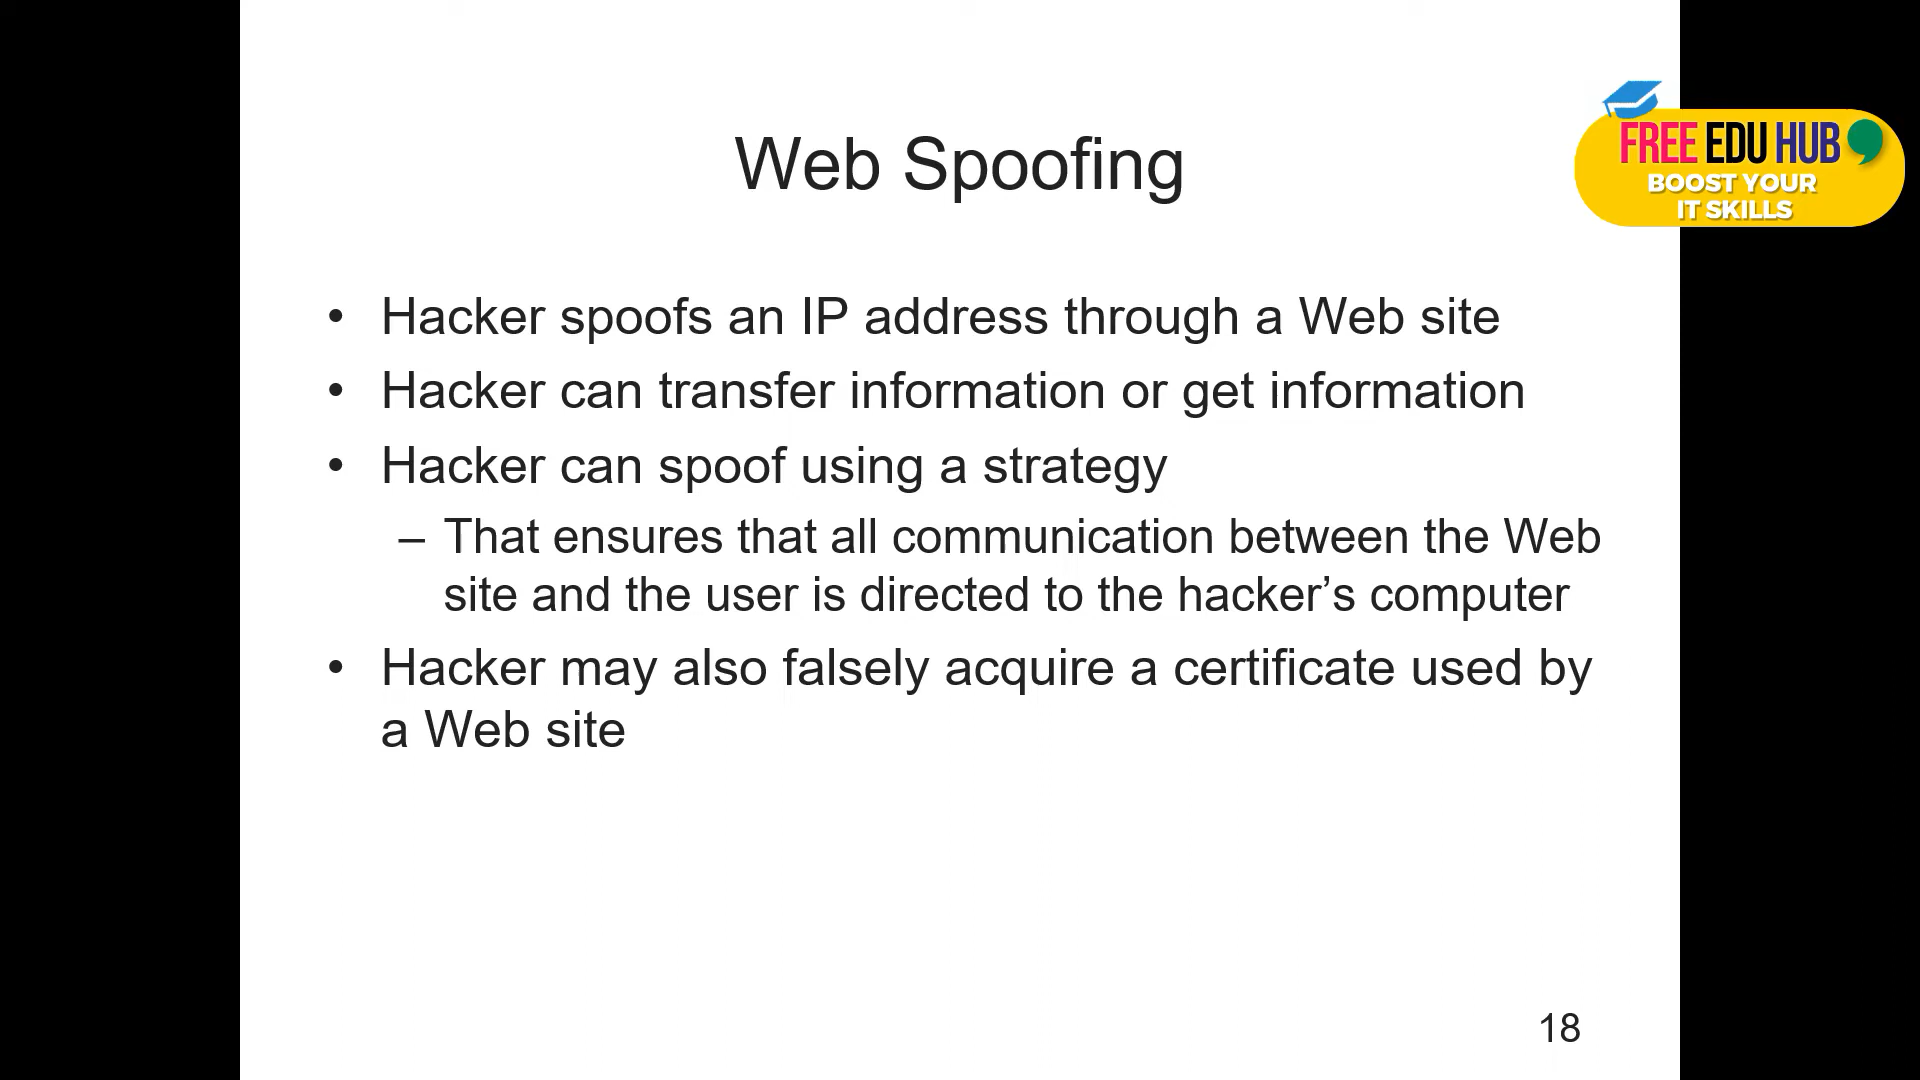 Web Spoofing
FREE EDU HUB
BOOST YOUR
IT SKILLS
• Hacker spoofs an IP address through a Web site
• Hacker can transfer information or get information
• Hacker can spoof using a strategy
– That ensures that all communication between the Web
site and the user is directed to the hacker’s computer
• Hacker may also falsely acquire a certificate used by
a Web site
18